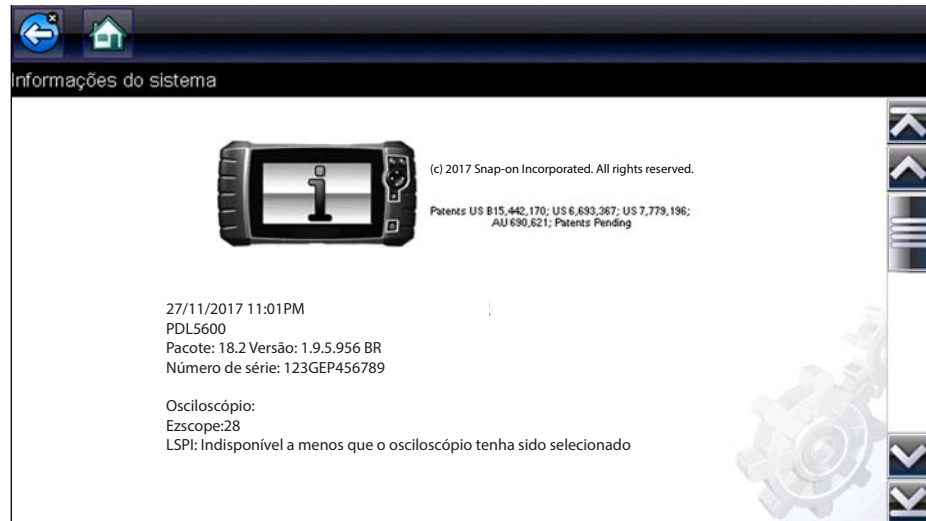 Informações do sistema
(c) 2017 Snap-on Incorporated. All rights reserved.
Patents US B15,442,170; US 6,693,367; US 7,779,196;
AU 690,621; Patents Pending
27/11/2017 11:01PM
PDL5600
Pacote: 18.2 Versão: 1.9.5.956 BR
Número de série: 123GEP456789
Osciloscópio:
Ezscope:28
LSPI: Indisponível a menos que o osciloscópio tenha sido selecionado